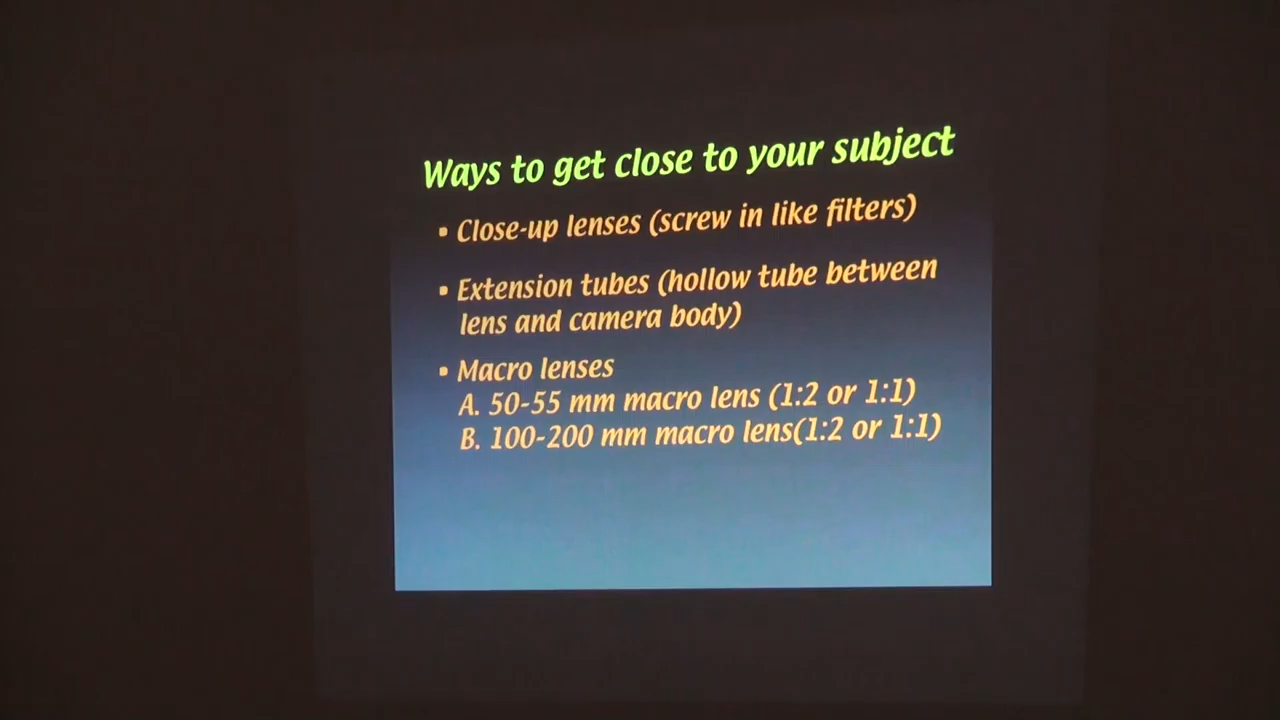 Ways to get close to your subject
• Close-up lenses (screw in like filters)
• Extension tubes (hollow tube between
lens and camera body)
• Macro lenses
A. 50-55 mm macro lens (1:2 or 1:1)
B. 100-200 mm macro lens(1:2 or 1:1)